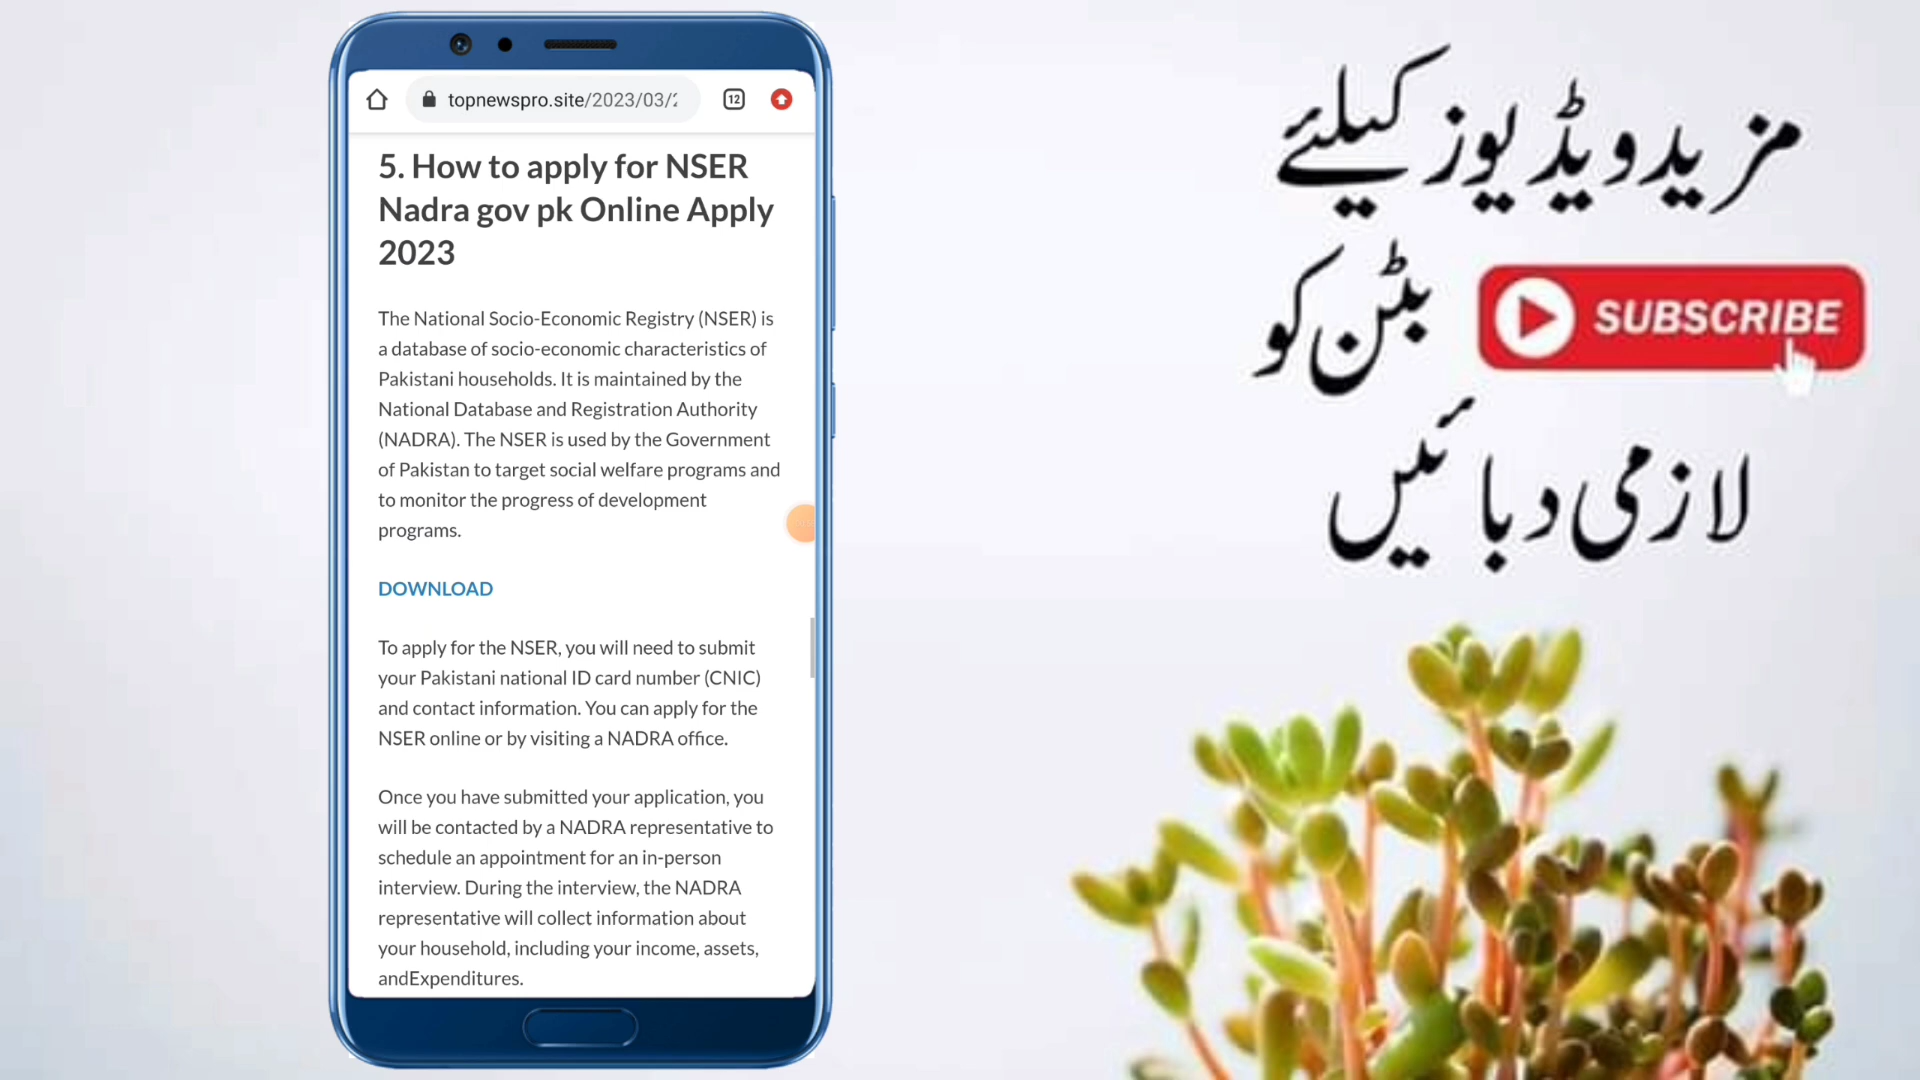 topnewspro.site/2023/03/
12
5. How to apply for NSER
Nadra gov pk Online Apply
2023
The National Socio-Economic Registry (NSER) is
a database of socio-economic characteristics of
Pakistani households. It is maintained by the
National Database and Registration Authority
(NADRA). The NSER is used by the Government
of Pakistan to target social welfare programs and
to monitor the progress of development
programs.
DOWNLOAD
To apply for the NSER, you will need to submit
your Pakistani national ID card number (CNIC)
and contact information. You can apply for the
NSER online or by visiting a NADRA office.
Once you have submitted your application, you
will be contacted by a NADRA representative to
schedule an appointment for an in-person
interview. During the interview, the NADRA
representative will collect information about
your household, including your income, assets,
andExpenditures.
مزید ویڈیوز کیلئے
SUBSCRIBE بٹن کو
لازمی دبائیں